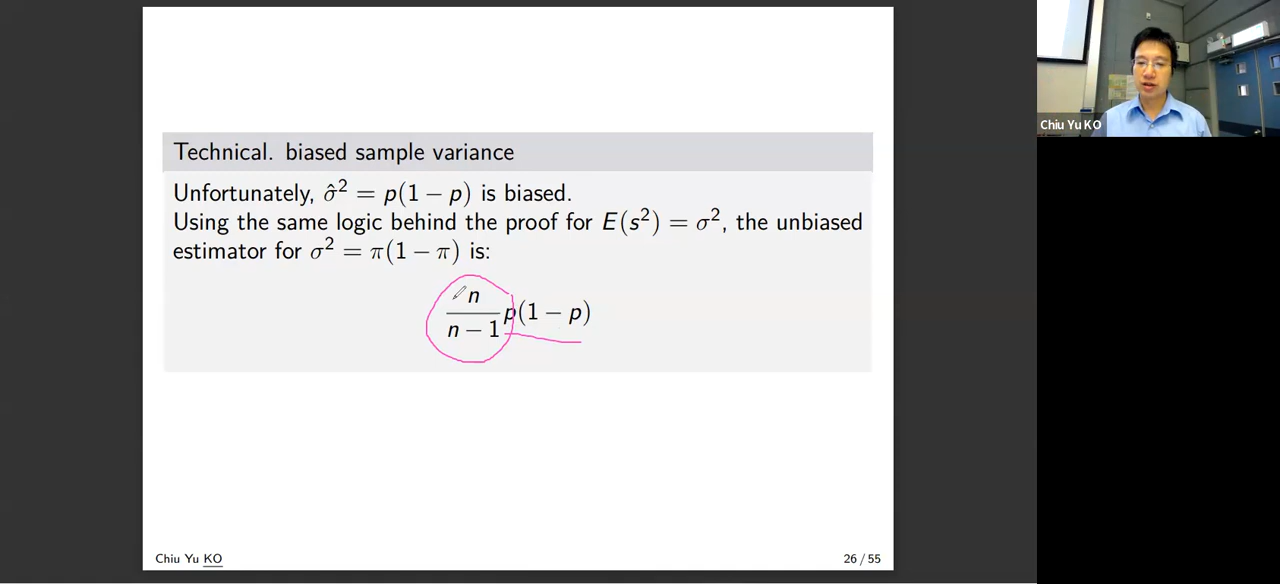 Technical. biased sample variance
Unfortunately, σ̂² = p(1 − p) is biased.
Using the same logic behind the proof for E(s²) = σ², the unbiased
estimator for σ² = π(1 − π) is:
n
n − 1
p(1 − p)
Chiu Yu KO
26 / 55
Chiu Yu KO